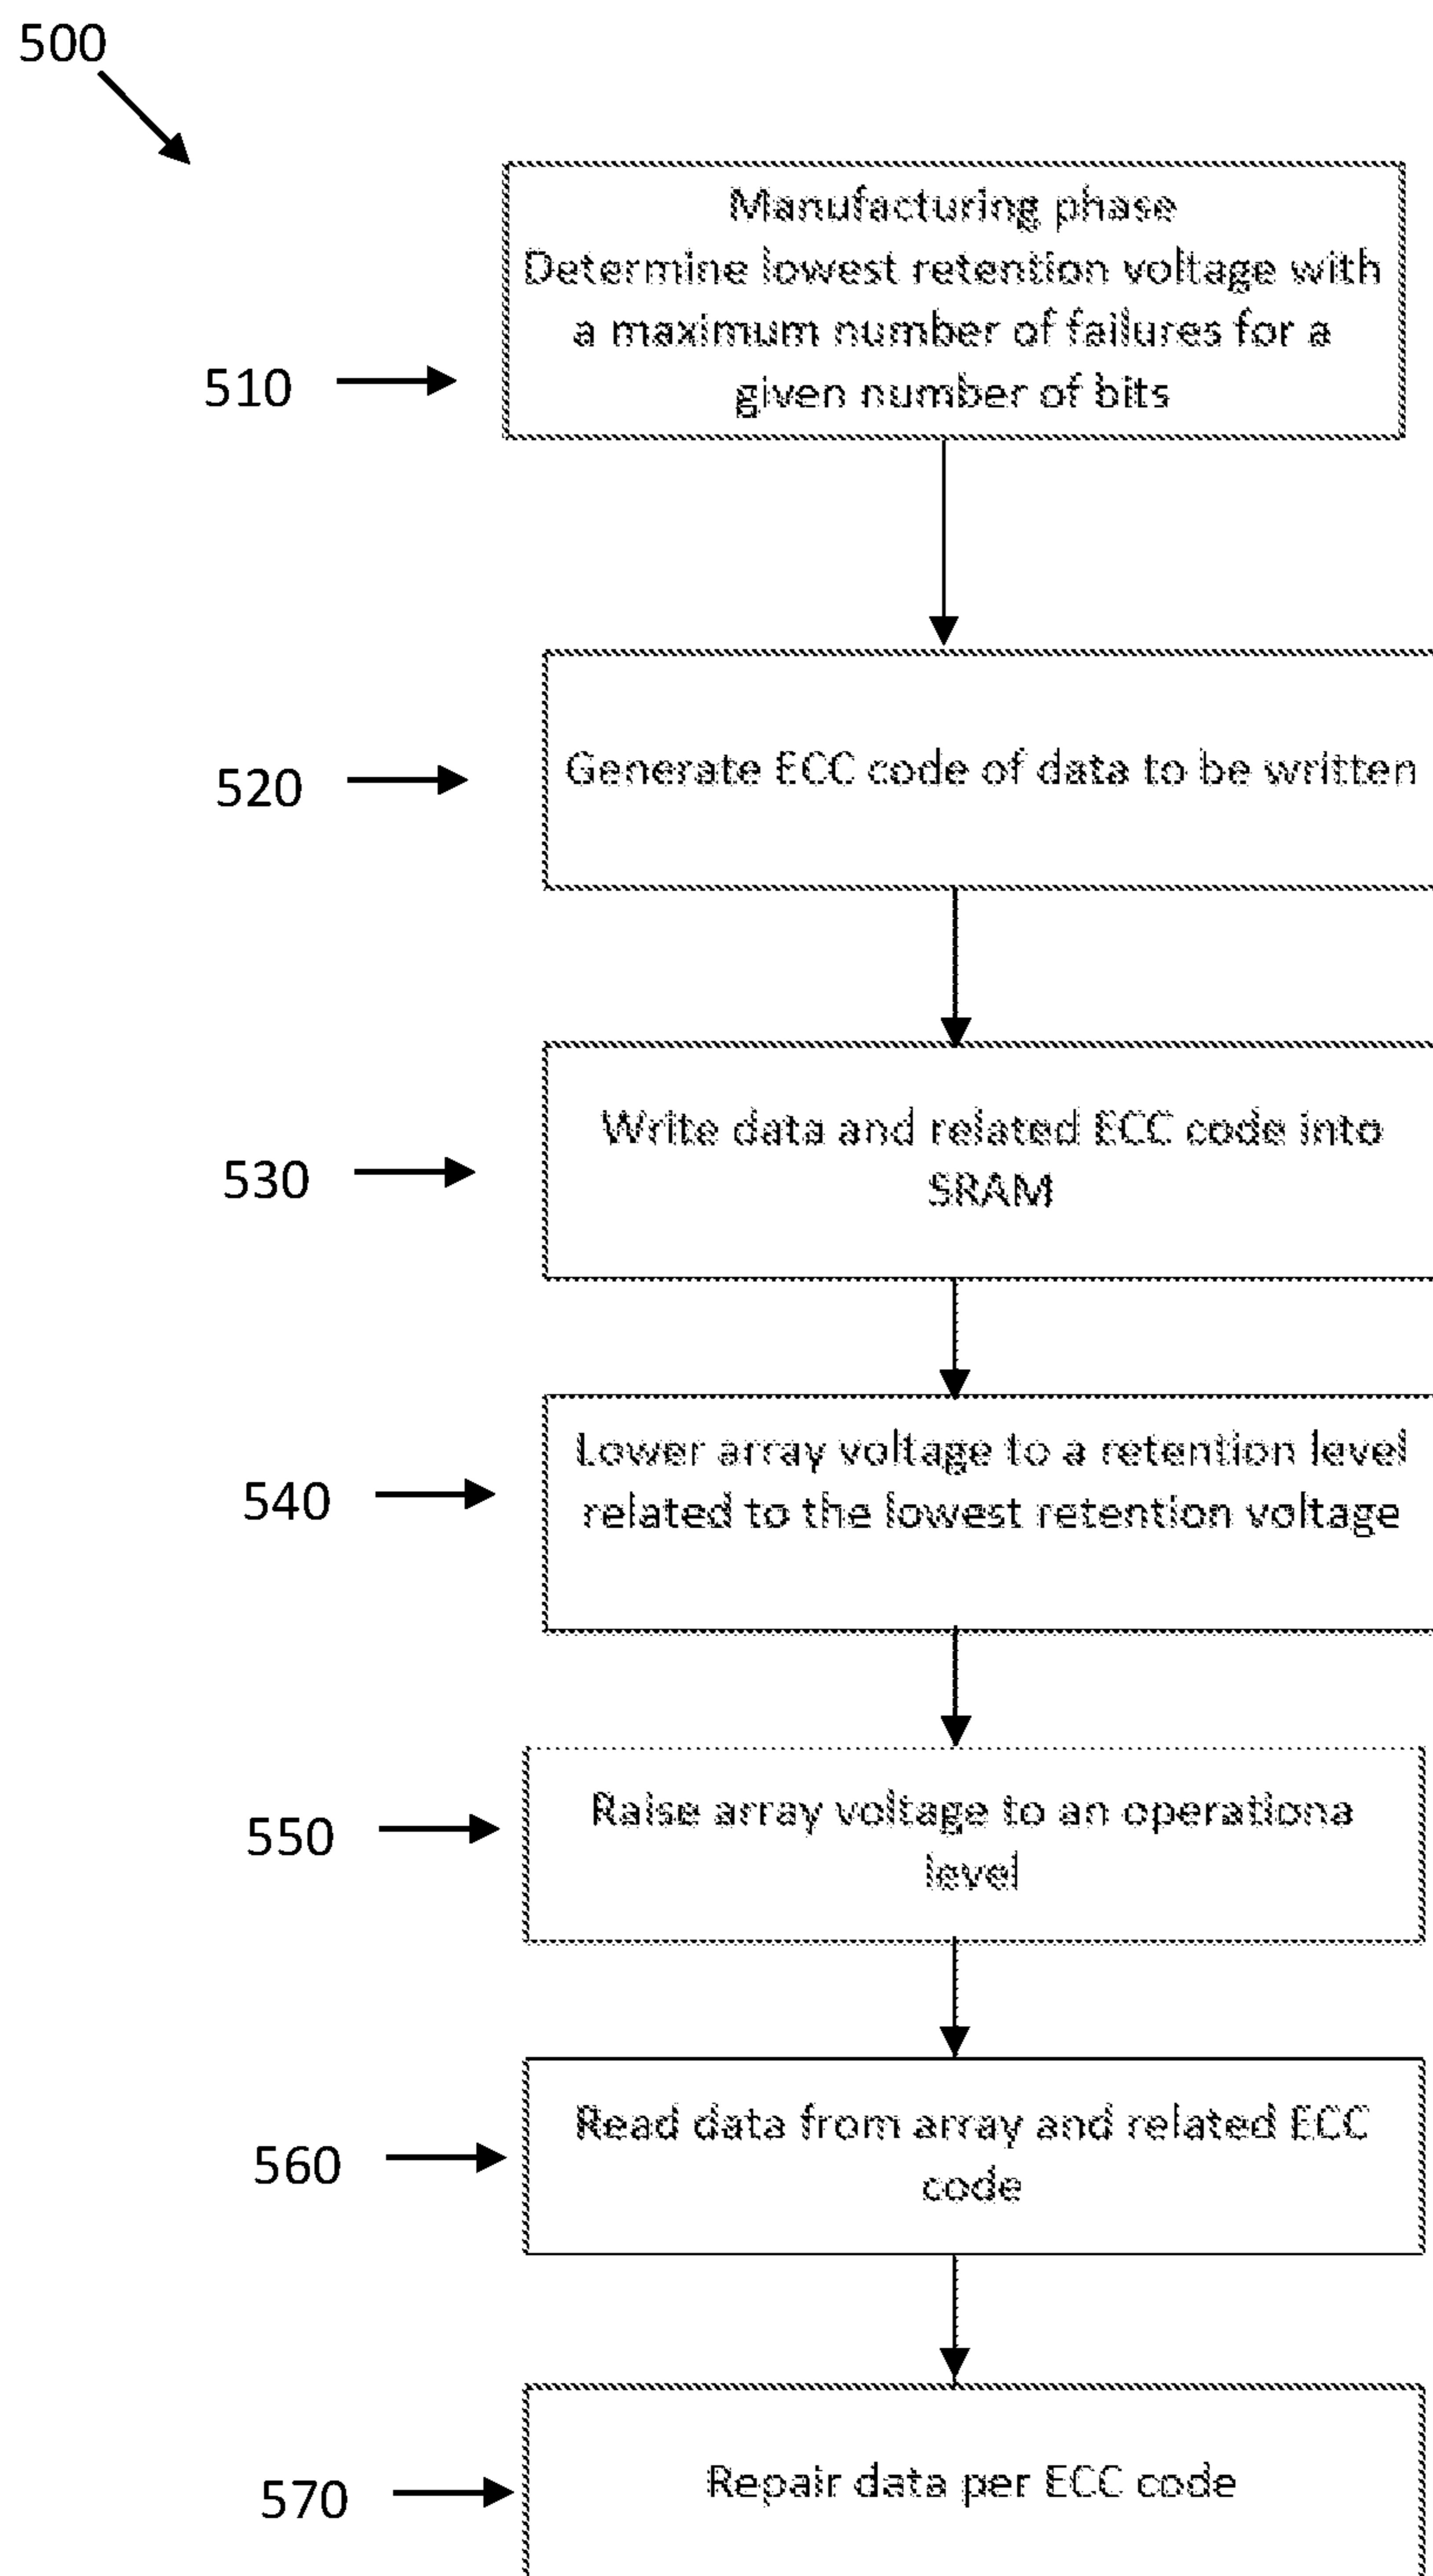 500
Manufacturing phase
Determine lowest retention voltage with
a maximum number of failures for a
given number of bits
510
Generate ECC code of data to be written
520
Write data and related ECC code into
SRAM
530
Lower array voltage to a retention level
related to the lowest retention voltage
540
Raise array voltage to an operationa
level
550
Read data from array and related ECC
code
560
Repair data per ECC code
570